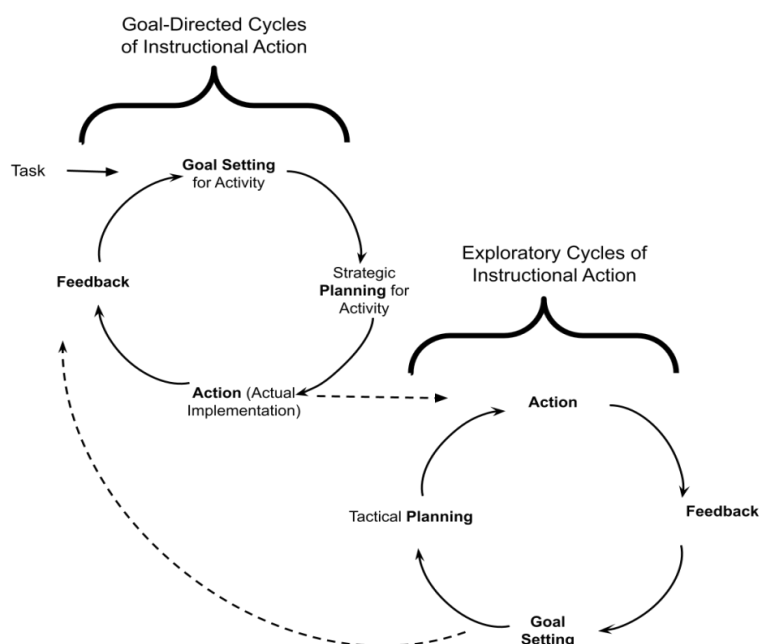 Goal-Directed Cycles
of Instructional Action
Task
Goal Setting
for Activity
Feedback
Strategic
Planning for
Activity
Action (Actual
Implementation)
Exploratory Cycles of
Instructional Action
Action
Feedback
Tactical Planning
Goal
Setting